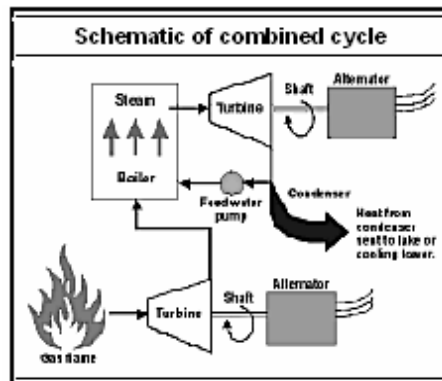 Schematic of combined cycle
Steam
Boiler
Turbine
Shaft
Alternator
Feedwater
pump
Condenser
Heat from
condenser
sent to lake or
cooling tower.
Gas flame
Turbine
Shaft
Alternator